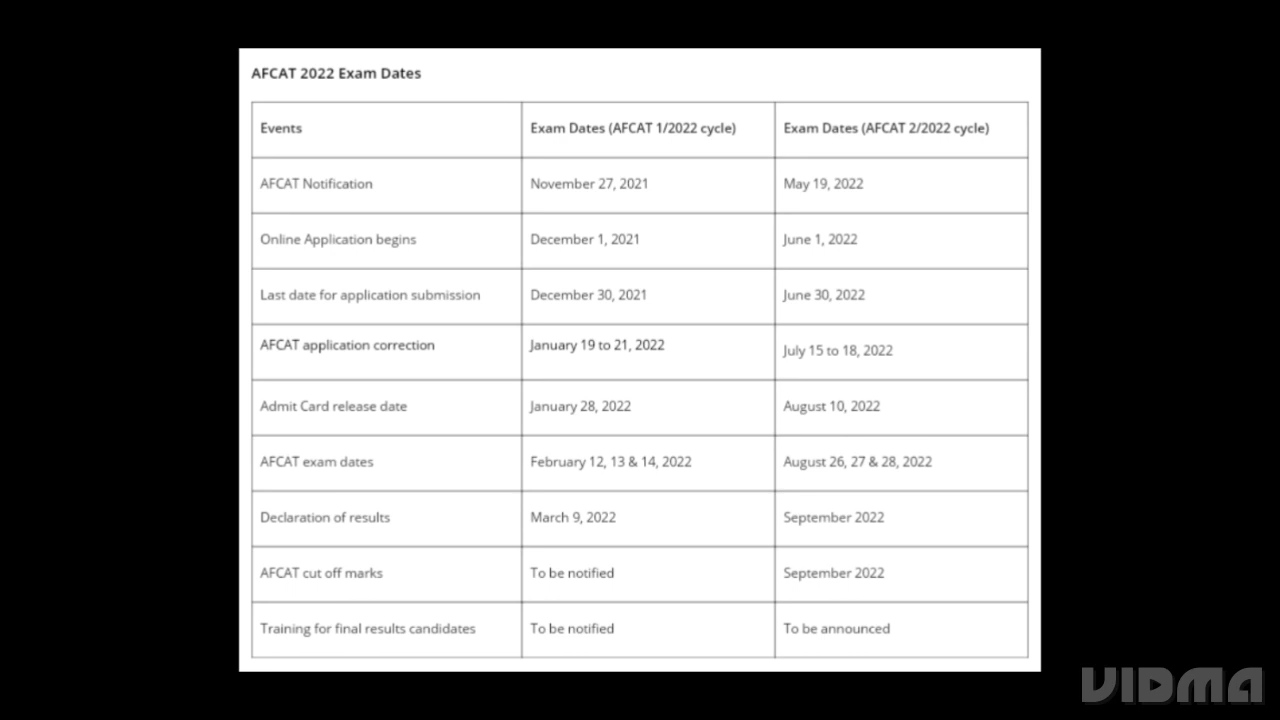 AFCAT 2022 Exam Dates
Events Exam Dates (AFCAT 1/2022 cycle) Exam Dates (AFCAT 2/2022 cycle)
AFCAT Notification November 27, 2021 May 19, 2022
Online Application begins December 1, 2021 June 1, 2022
Last date for application submission December 30, 2021 June 30, 2022
AFCAT application correction January 19 to 21, 2022 July 15 to 18, 2022
Admit Card release date January 28, 2022 August 10, 2022
AFCAT exam dates February 12, 13 & 14, 2022 August 26, 27 & 28, 2022
Declaration of results March 9, 2022 September 2022
AFCAT cut off marks To be notified September 2022
Training for final results candidates To be notified To be announced
VIDMA